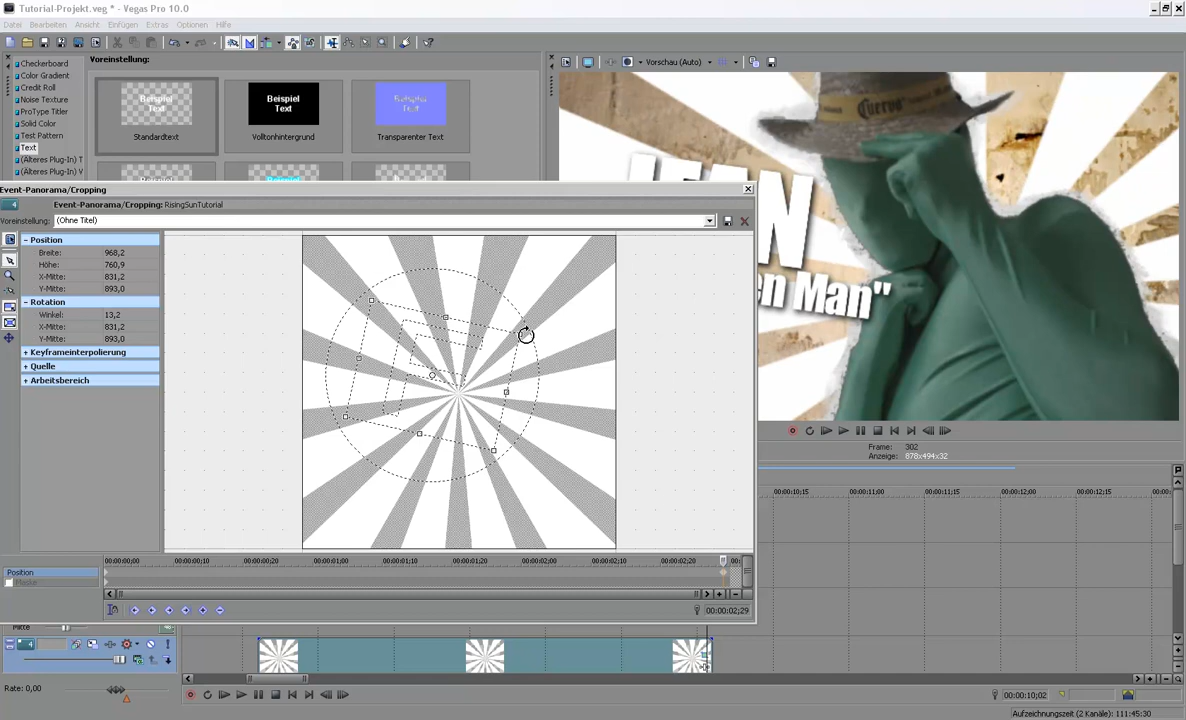 Tutorial-Projekt.veg * - Vegas Pro 10.0
Datei Bearbeiten Ansicht Einfügen Extras Optionen Hilfe
Checkerboard
Color Gradient
Credit Roll
Noise Texture
ProType Titler
Solid Color
Test Pattern
Text
(Älteres Plug-In) T
(Älteres Plug-In) V
Voreinstellung:
Beispiel Text
Beispiel Text
Beispiel Text
Standardtext
Volltonhintergrund
Transparenter Text
Vorschau (Auto)
Cuervo
en Man"
Event-Panorama/Cropping
Event-Panorama/Cropping: RisingSunTutorial
Voreinstellung: (Ohne Titel)
− Position
Breite: 968,2
Höhe: 760,9
X-Mitte: 831,2
Y-Mitte: 893,0
− Rotation
Winkel: 13,2
X-Mitte: 831,2
Y-Mitte: 893,0
+ Keyframeinterpolierung
+ Quelle
+ Arbeitsbereich
Position
Maske
00:00:00;00 00:00:00;10 00:00:00;20 00:00:01;00 00:00:01;10 00:00:01;20 00:00:02;00 00:00:02;10 00:00:02;20 00:
00:00:02;29
Frame: 302
Anzeige: 878x494x32
00:00:10;15 00:00:11;00 00:00:11;15 00:00:12;00 00:00:12;15 00:00:
Mitte
4
Rate: 0,00
00:00:10;02
Aufzeichnungszeit (2 Kanäle): 111:45:30